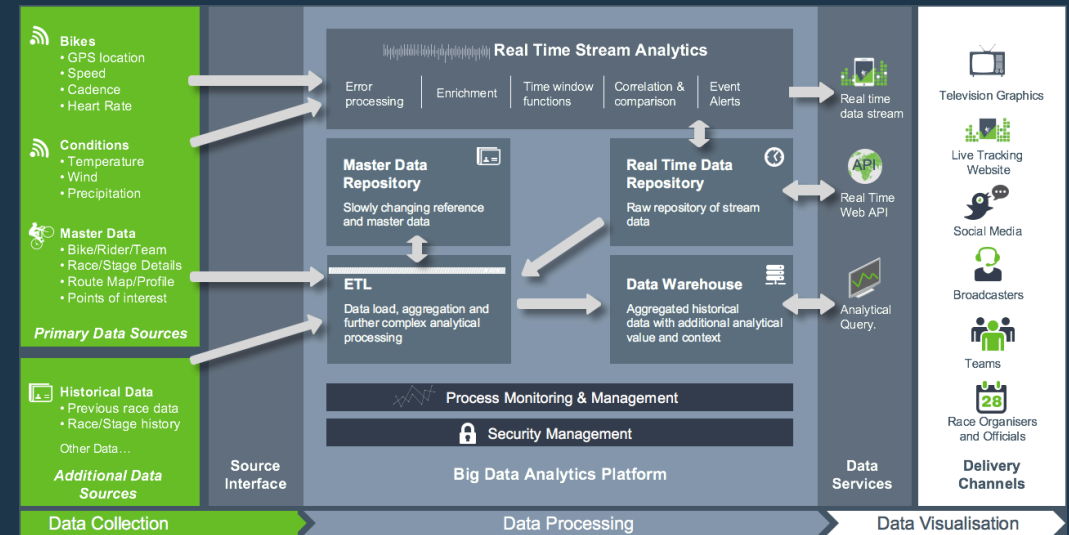 Bikes
• GPS location
• Speed
• Cadence
• Heart Rate
Conditions
• Temperature
• Wind
• Precipitation
Master Data
• Bike/Rider/Team
• Race/Stage Details
• Route Map/Profile
• Points of interest
Primary Data Sources
Historical Data
• Previous race data
• Race/Stage history
Other Data…
Additional Data
Sources
Source
Interface
Real Time Stream Analytics
Error
processing
Enrichment
Time window
functions
Correlation &
comparison
Event
Alerts
Master Data
Repository
Slowly changing reference
and master data
Real Time Data
Repository
Raw repository of stream
data
ETL
Data load, aggregation and
further complex analytical
processing
Data Warehouse
Aggregated historical
data with additional analytical
value and context
Process Monitoring & Management
Security Management
Big Data Analytics Platform
Real time
data stream
API
Real Time
Web API
Analytical
Query.
Data
Services
Television Graphics
Live Tracking
Website
Social Media
Broadcasters
Teams
28
Race Organisers
and Officials
Delivery
Channels
Data Collection
Data Processing
Data Visualisation